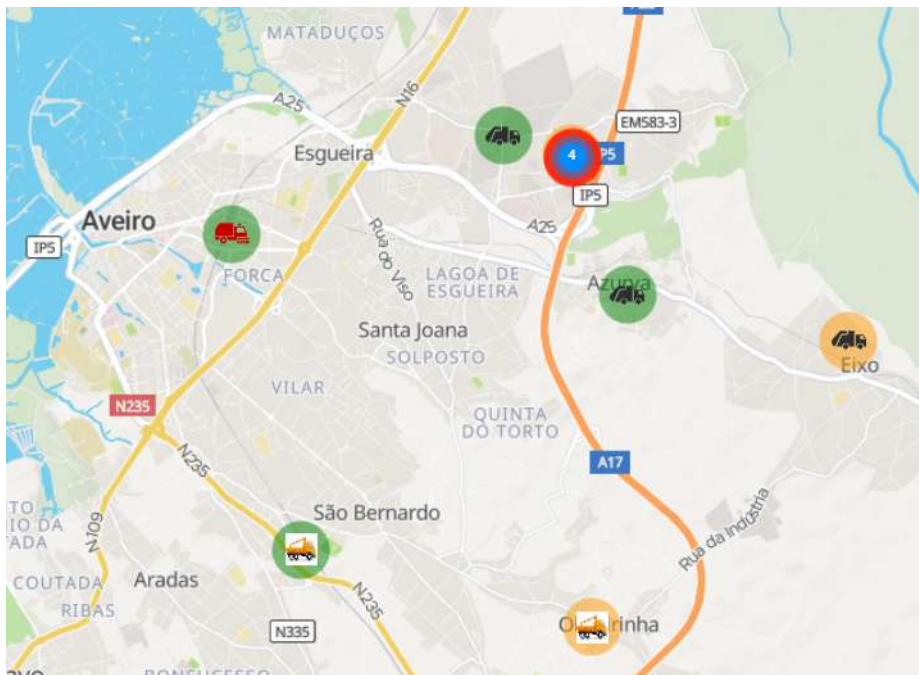 MATADUÇOS
A25
N16
EM583-3
Esgueira
4
IP5
Aveiro
A25
IP5
FORCA
Rua do Viso
LAGOA DE
ESGUEIRA
Azurva
Santa Joana
SOLPOSTO
Eixo
VILAR
N235
QUINTA
DO TORTO
N235
A17
São Bernardo
Rua da Indústria
N109
COUTADA
Aradas
RIBAS
N235
N335